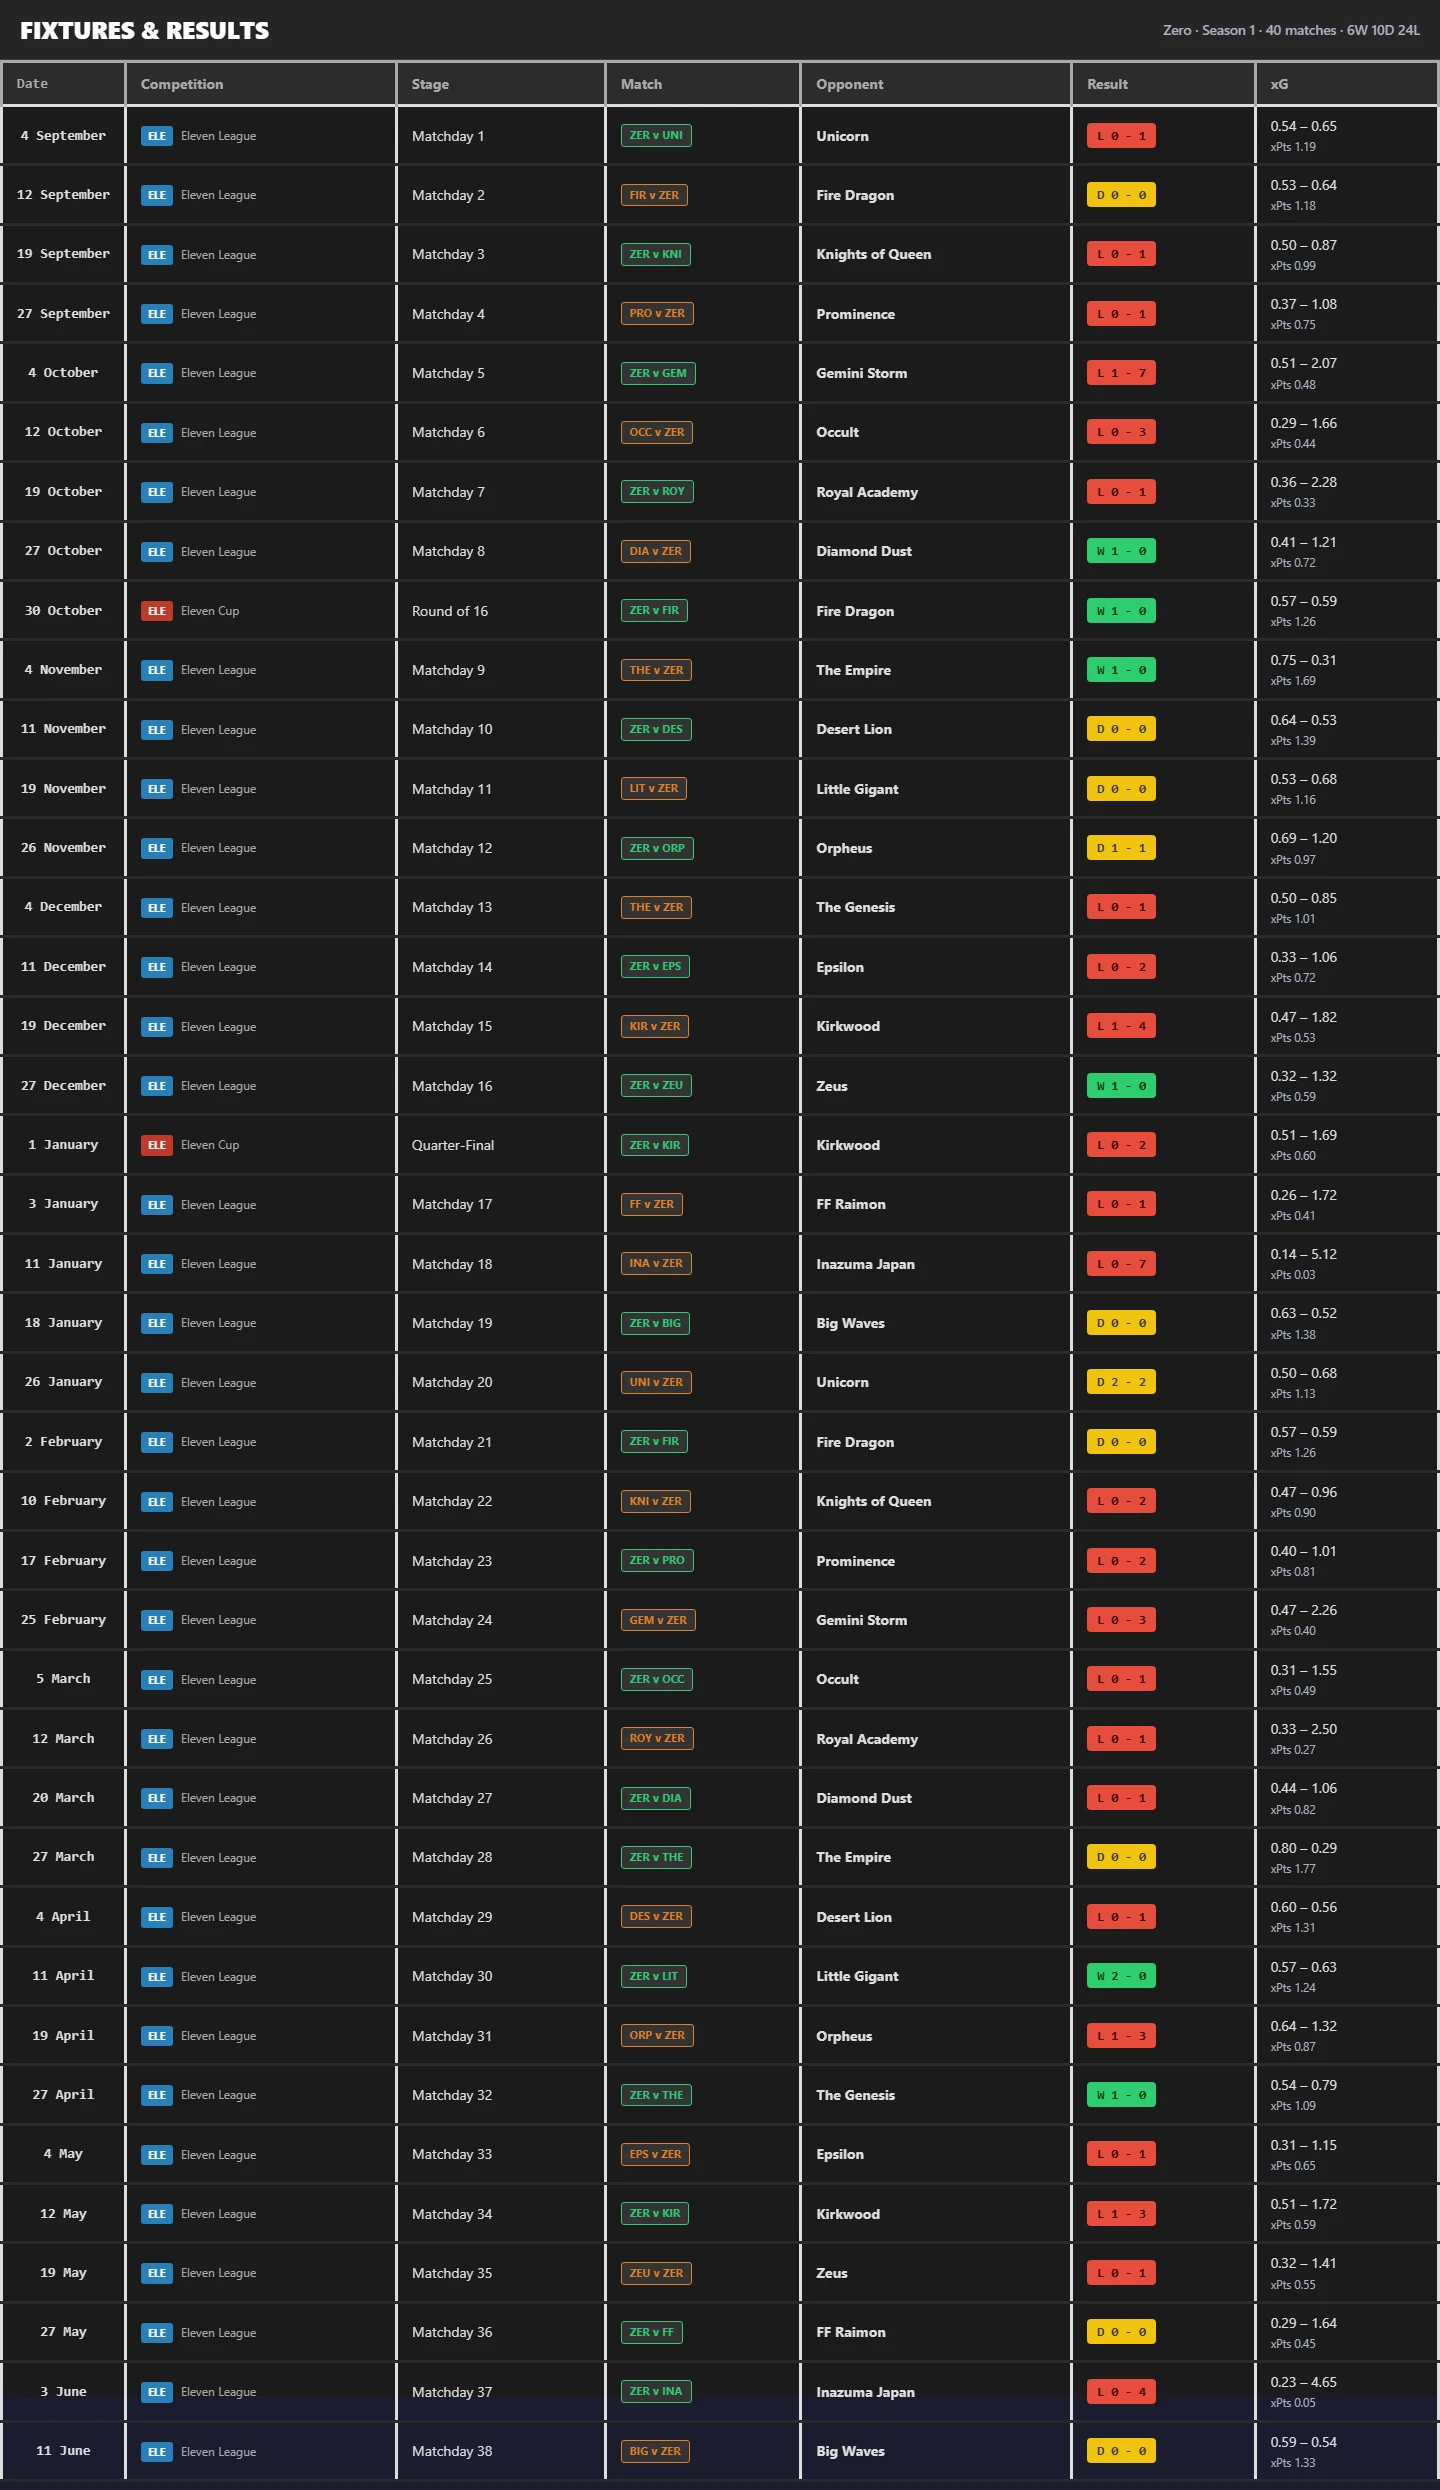 FIXTURES & RESULTS
Zero · Season 1 · 40 matches · 6W 10D 24L
Date Competition Stage Match Opponent Result xG
4 September ELE Eleven League Matchday 1 ZER v UNI Unicorn L 0 - 1 0.54 – 0.65
xPts 1.19
12 September ELE Eleven League Matchday 2 FIR v ZER Fire Dragon D 0 - 0 0.53 – 0.64
xPts 1.18
19 September ELE Eleven League Matchday 3 ZER v KNI Knights of Queen L 0 - 1 0.50 – 0.87
xPts 0.99
27 September ELE Eleven League Matchday 4 PRO v ZER Prominence L 0 - 1 0.37 – 1.08
xPts 0.75
4 October ELE Eleven League Matchday 5 ZER v GEM Gemini Storm L 1 - 7 0.51 – 2.07
xPts 0.48
12 October ELE Eleven League Matchday 6 OCC v ZER Occult L 0 - 3 0.29 – 1.66
xPts 0.44
19 October ELE Eleven League Matchday 7 ZER v ROY Royal Academy L 0 - 1 0.36 – 2.28
xPts 0.33
27 October ELE Eleven League Matchday 8 DIA v ZER Diamond Dust W 1 - 0 0.41 – 1.21
xPts 0.72
30 October ELE Eleven Cup Round of 16 ZER v FIR Fire Dragon W 1 - 0 0.57 – 0.59
xPts 1.26
4 November ELE Eleven League Matchday 9 THE v ZER The Empire W 1 - 0 0.75 – 0.31
xPts 1.69
11 November ELE Eleven League Matchday 10 ZER v DES Desert Lion D 0 - 0 0.64 – 0.53
xPts 1.39
19 November ELE Eleven League Matchday 11 LIT v ZER Little Gigant D 0 - 0 0.53 – 0.68
xPts 1.16
26 November ELE Eleven League Matchday 12 ZER v ORP Orpheus D 1 - 1 0.69 – 1.20
xPts 0.97
4 December ELE Eleven League Matchday 13 THE v ZER The Genesis L 0 - 1 0.50 – 0.85
xPts 1.01
11 December ELE Eleven League Matchday 14 ZER v EPS Epsilon L 0 - 2 0.33 – 1.06
xPts 0.72
19 December ELE Eleven League Matchday 15 KIR v ZER Kirkwood L 1 - 4 0.47 – 1.82
xPts 0.53
27 December ELE Eleven League Matchday 16 ZER v ZEU Zeus W 1 - 0 0.32 – 1.32
xPts 0.59
1 January ELE Eleven Cup Quarter-Final ZER v KIR Kirkwood L 0 - 2 0.51 – 1.69
xPts 0.60
3 January ELE Eleven League Matchday 17 FF v ZER FF Raimon L 0 - 1 0.26 – 1.72
xPts 0.41
11 January ELE Eleven League Matchday 18 INA v ZER Inazuma Japan L 0 - 7 0.14 – 5.12
xPts 0.03
18 January ELE Eleven League Matchday 19 ZER v BIG Big Waves D 0 - 0 0.63 – 0.52
xPts 1.38
26 January ELE Eleven League Matchday 20 UNI v ZER Unicorn D 2 - 2 0.50 – 0.68
xPts 1.13
2 February ELE Eleven League Matchday 21 ZER v FIR Fire Dragon D 0 - 0 0.57 – 0.59
xPts 1.26
10 February ELE Eleven League Matchday 22 KNI v ZER Knights of Queen L 0 - 2 0.47 – 0.96
xPts 0.90
17 February ELE Eleven League Matchday 23 ZER v PRO Prominence L 0 - 2 0.40 – 1.01
xPts 0.81
25 February ELE Eleven League Matchday 24 GEM v ZER Gemini Storm L 0 - 3 0.47 – 2.26
xPts 0.40
5 March ELE Eleven League Matchday 25 ZER v OCC Occult L 0 - 1 0.31 – 1.55
xPts 0.49
12 March ELE Eleven League Matchday 26 ROY v ZER Royal Academy L 0 - 1 0.33 – 2.50
xPts 0.27
20 March ELE Eleven League Matchday 27 ZER v DIA Diamond Dust L 0 - 1 0.44 – 1.06
xPts 0.82
27 March ELE Eleven League Matchday 28 ZER v THE The Empire D 0 - 0 0.80 – 0.29
xPts 1.77
4 April ELE Eleven League Matchday 29 DES v ZER Desert Lion L 0 - 1 0.60 – 0.56
xPts 1.31
11 April ELE Eleven League Matchday 30 ZER v LIT Little Gigant W 2 - 0 0.57 – 0.63
xPts 1.24
19 April ELE Eleven League Matchday 31 ORP v ZER Orpheus L 1 - 3 0.64 – 1.32
xPts 0.87
27 April ELE Eleven League Matchday 32 ZER v THE The Genesis W 1 - 0 0.54 – 0.79
xPts 1.09
4 May ELE Eleven League Matchday 33 EPS v ZER Epsilon L 0 - 1 0.31 – 1.15
xPts 0.65
12 May ELE Eleven League Matchday 34 ZER v KIR Kirkwood L 1 - 3 0.51 – 1.72
xPts 0.59
19 May ELE Eleven League Matchday 35 ZEU v ZER Zeus L 0 - 1 0.32 – 1.41
xPts 0.55
27 May ELE Eleven League Matchday 36 ZER v FF FF Raimon D 0 - 0 0.29 – 1.64
xPts 0.45
3 June ELE Eleven League Matchday 37 ZER v INA Inazuma Japan L 0 - 4 0.23 – 4.65
xPts 0.05
11 June ELE Eleven League Matchday 38 BIG v ZER Big Waves D 0 - 0 0.59 – 0.54
xPts 1.33